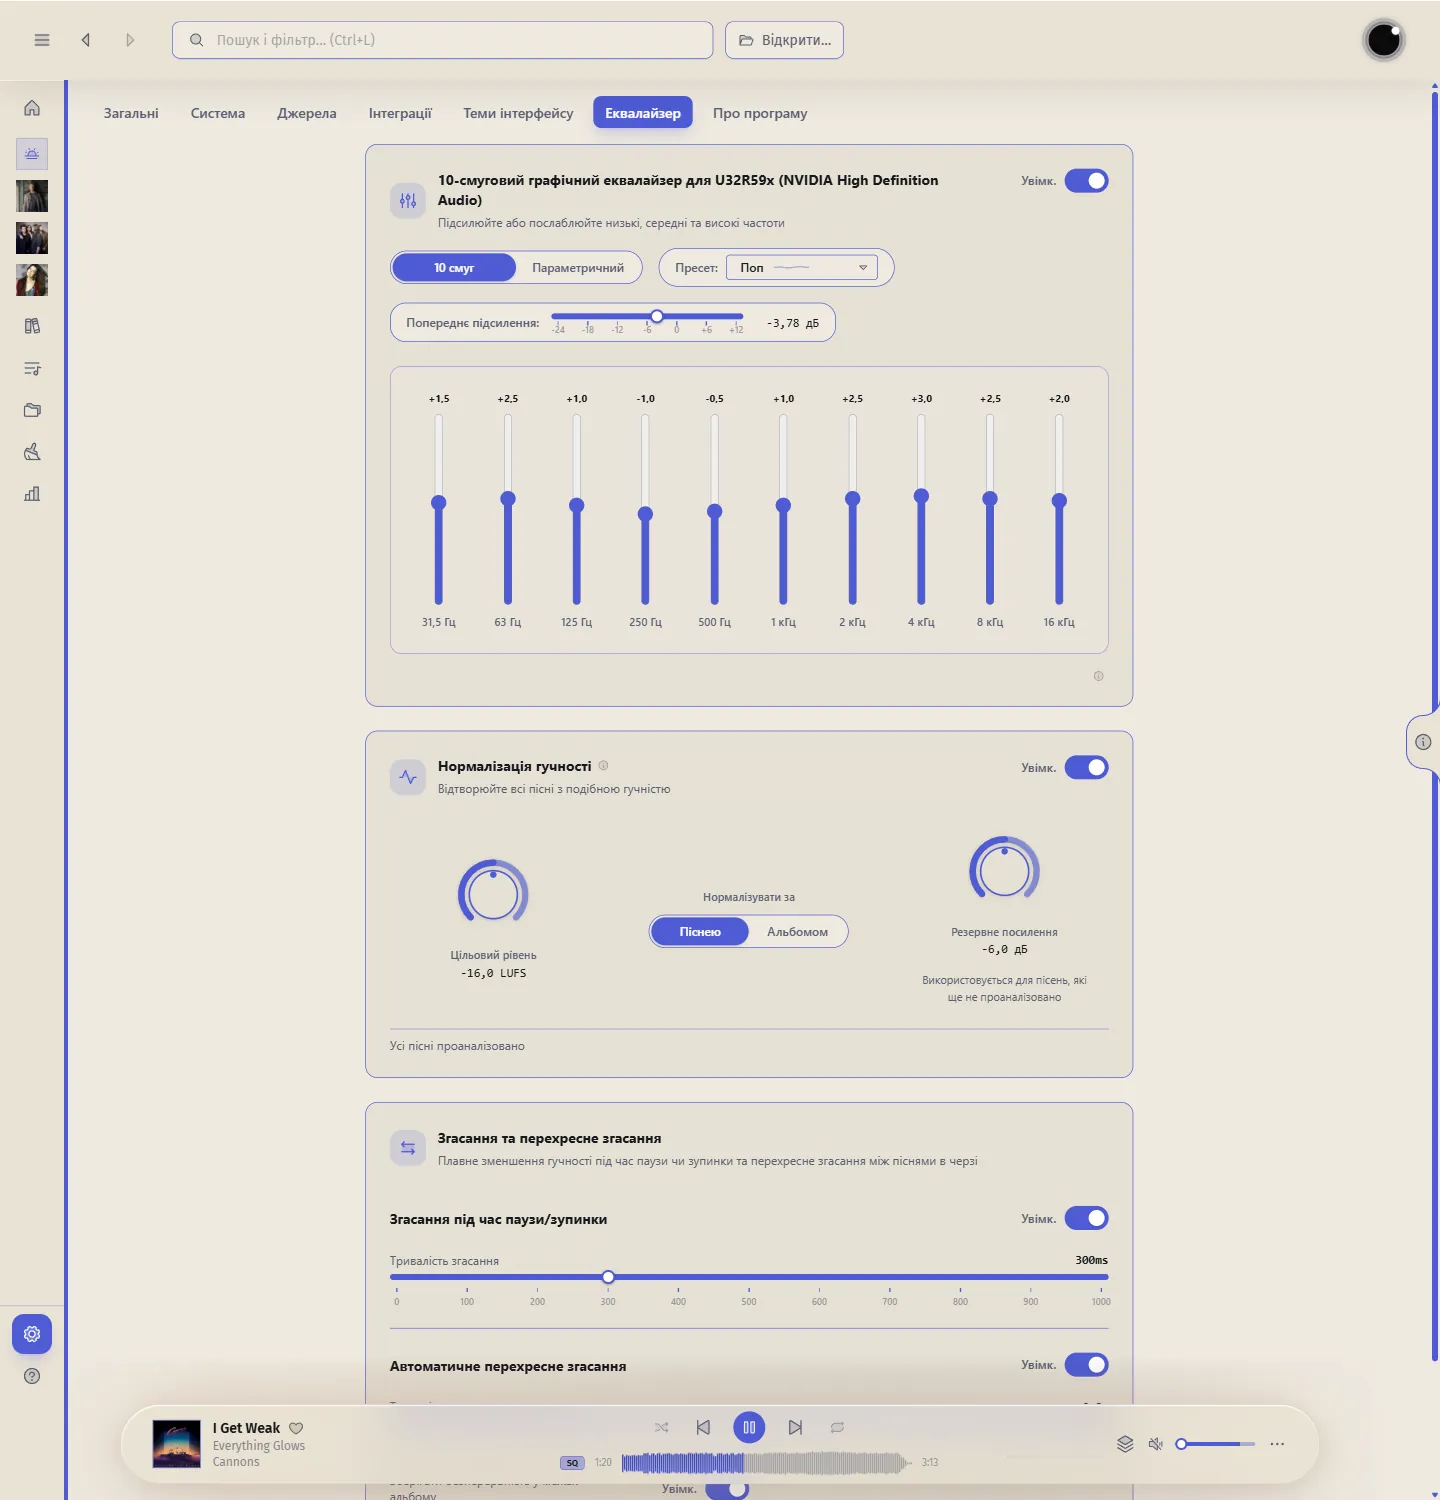 Пошук і фільтр... (Ctrl+L)
Відкрити...
Загальні
Система
Джерела
Інтеграції
Теми інтерфейсу
Еквалайзер
Про програму
10-смуговий графічний еквалайзер для U32R59x (NVIDIA High Definition
Audio)
Увімк.
Підсилюйте або послаблюйте низькі, середні та високі частоти
10 смуг
Параметричний
Пресет:
Поп
Попереднє підсилення:
-24 -18 -12 -6 0 +6 +12
-3,78 дБ
+1,5 +2,5 +1,0 -1,0 -0,5 +1,0 +2,5 +3,0 +2,5 +2,0
31,5 Гц 63 Гц 125 Гц 250 Гц 500 Гц 1 кГц 2 кГц 4 кГц 8 кГц 16 кГц
Нормалізація гучності
Увімк.
Відтворюйте всі пісні з подібною гучністю
Цільовий рівень
-16,0 LUFS
Нормалізувати за
Піснею
Альбомом
Резервне посилення
-6,0 дБ
Використовується для пісень, які
ще не проаналізовано
Усі пісні проаналізовано
Згасання та перехресне згасання
Плавне зменшення гучності під час паузи чи зупинки та перехресне згасання між піснями в черзі
Згасання під час паузи/зупинки
Увімк.
Тривалість згасання
300ms
0 100 200 300 400 500 600 700 800 900 1000
Автоматичне перехресне згасання
Увімк.
I Get Weak
Everything Glows
Cannons
SQ
1:20
3:13
альбому
Увімк.